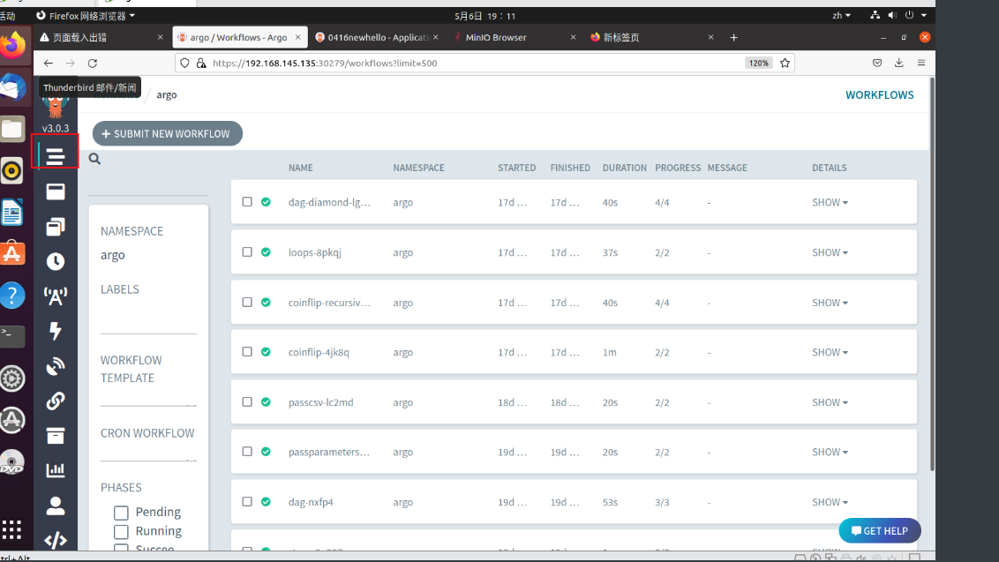 活动
Firefox 网络浏览器
5月6日 19：11
zh
页面载入出错
argo / Workflows - Argo
0416newhello - Applicati
MinIO Browser
新标签页
https://192.168.145.135:30279/workflows?limit=500
120%
Thunderbird 邮件/新闻
argo
WORKFLOWS
v3.0.3
+ SUBMIT NEW WORKFLOW
NAME NAMESPACE STARTED FINISHED DURATION PROGRESS MESSAGE DETAILS
dag-diamond-lg... argo 17d ... 17d ... 40s 4/4 - SHOW
loops-8pkqj argo 17d ... 17d ... 37s 2/2 - SHOW
coinflip-recursiv... argo 17d ... 17d ... 40s 4/4 - SHOW
coinflip-4jk8q argo 17d ... 17d ... 1m 2/2 - SHOW
passcsv-lc2md argo 18d ... 18d ... 20s 2/2 - SHOW
passparameters... argo 19d ... 19d ... 20s 2/2 - SHOW
dag-nxfp4 argo 19d ... 19d ... 53s 3/3 - SHOW
NAMESPACE
argo
LABELS
WORKFLOW
TEMPLATE
CRON WORKFLOW
PHASES
Pending
Running
GET HELP
DVD